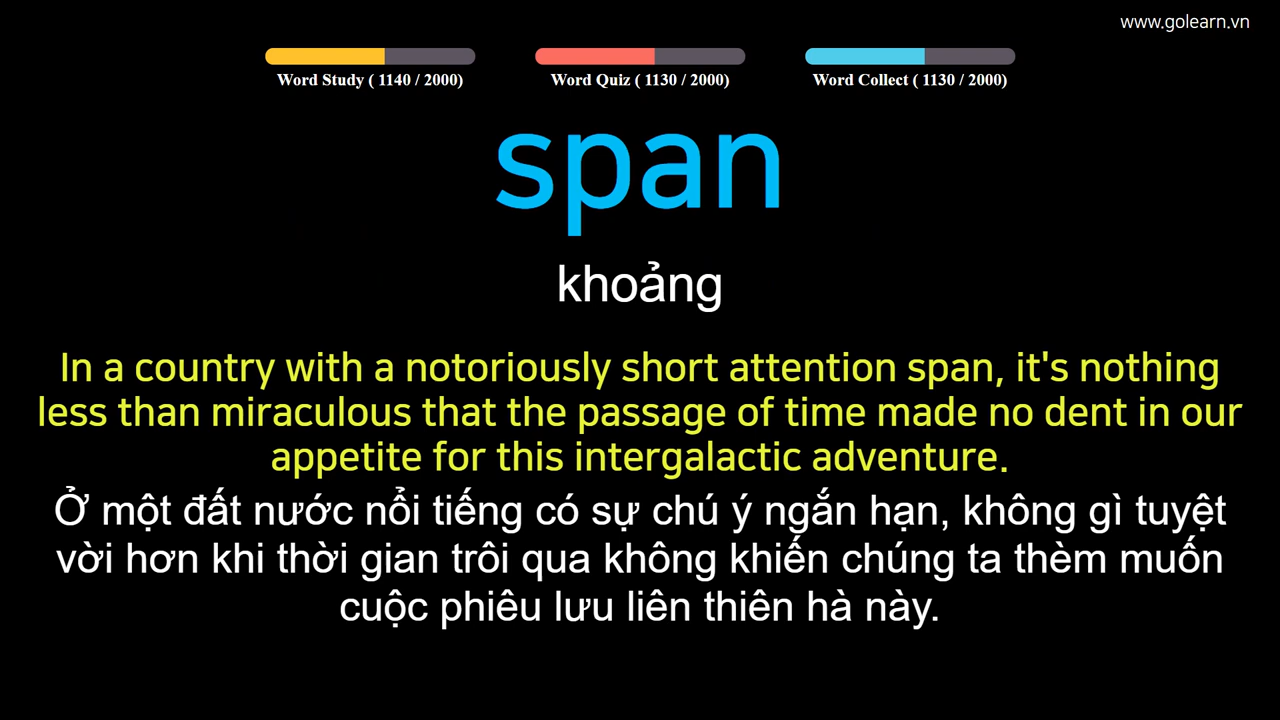 www.golearn.vn
Word Study ( 1140 / 2000) Word Quiz ( 1130 / 2000) Word Collect ( 1130 / 2000)
span
khoảng
In a country with a notoriously short attention span, it's nothing
less than miraculous that the passage of time made no dent in our
appetite for this intergalactic adventure.
Ở một đất nước nổi tiếng có sự chú ý ngắn hạn, không gì tuyệt
vời hơn khi thời gian trôi qua không khiến chúng ta thèm muốn
cuộc phiêu lưu liên thiên hà này.